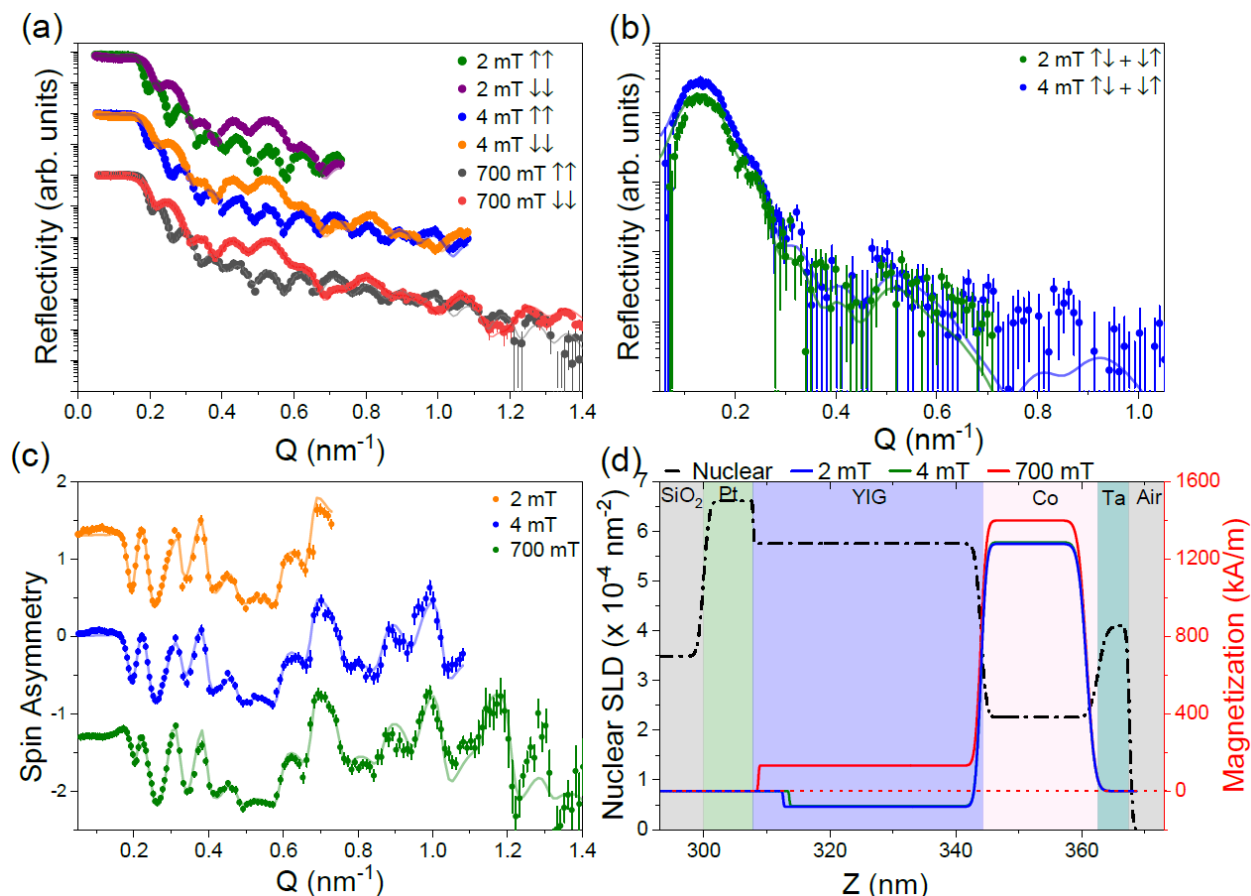 (a)
2 mT ↑↑
2 mT ↓↓
4 mT ↑↑
4 mT ↓↓
700 mT ↑↑
700 mT ↓↓
Reflectivity (arb. units)
0.0 0.2 0.4 0.6 0.8 1.0 1.2 1.4
Q (nm-1)
(b)
2 mT ↑↓ + ↓↑
4 mT ↑↓ + ↓↑
Reflectivity (arb. units)
0.2 0.4 0.6 0.8 1.0
Q (nm-1)
(c)
2 mT
4 mT
700 mT
Spin Asymmetry
2
1
0
-1
-2
0.2 0.4 0.6 0.8 1.0 1.2 1.4
Q (nm-1)
(d)
Nuclear 2 mT 4 mT 700 mT
SiO2 Pt YIG Co Ta Air
Nuclear SLD (x 10-4 nm-2)
7
6
5
4
3
2
1
0
Magnetization (kA/m)
1600
1200
800
400
0
300 320 340 360
Z (nm)